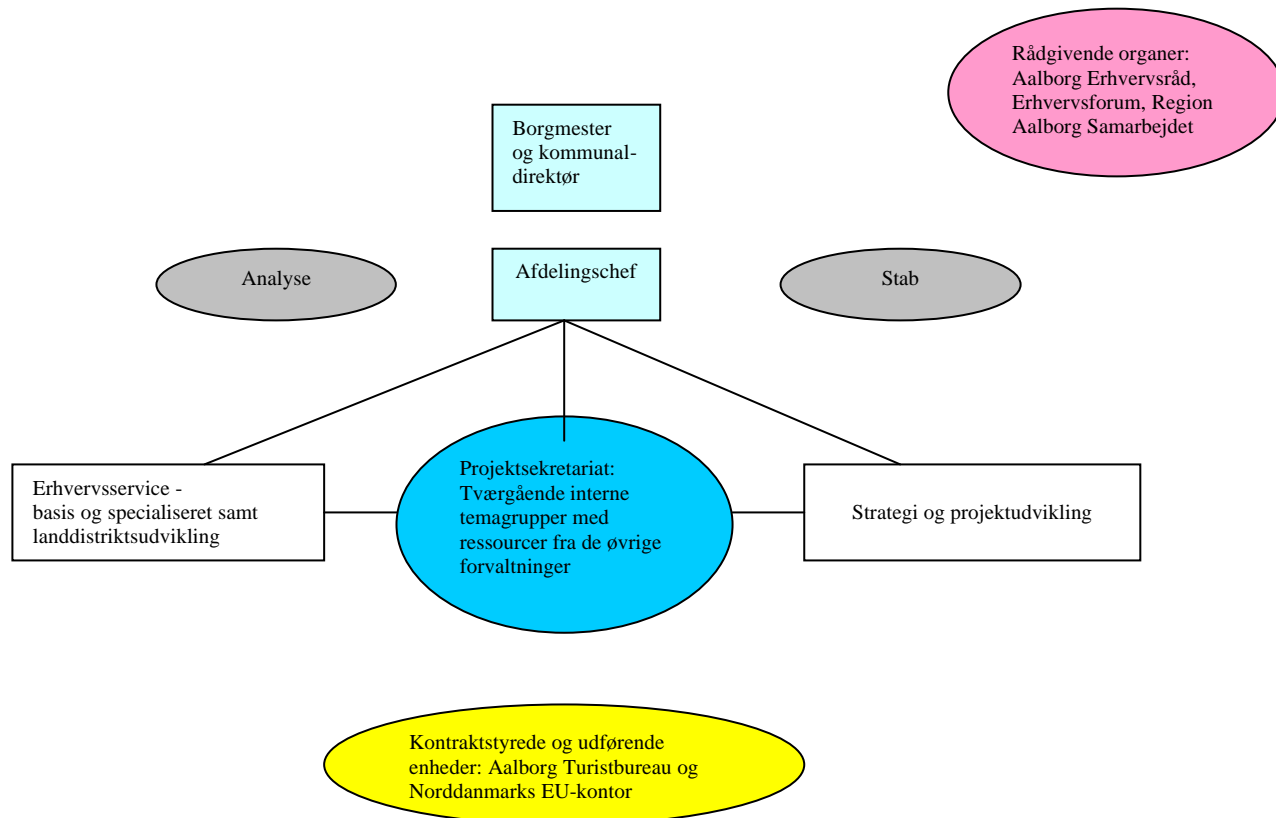 Rådgivende organer:
Aalborg Erhvervsråd,
Erhvervsforum, Region
Aalborg Samarbejdet
Borgmester
og kommunal-
direktør
Analyse
Afdelingschef
Stab
Erhvervsservice -
basis og specialiseret samt
landdistriktsudvikling
Projektsekretariat:
Tværgående interne
temagrupper med
ressourcer fra de øvrige
forvaltninger
Strategi og projektudvikling
Kontraktstyrede og udførende
enheder: Aalborg Turistbureau og
Norddanmarks EU-kontor